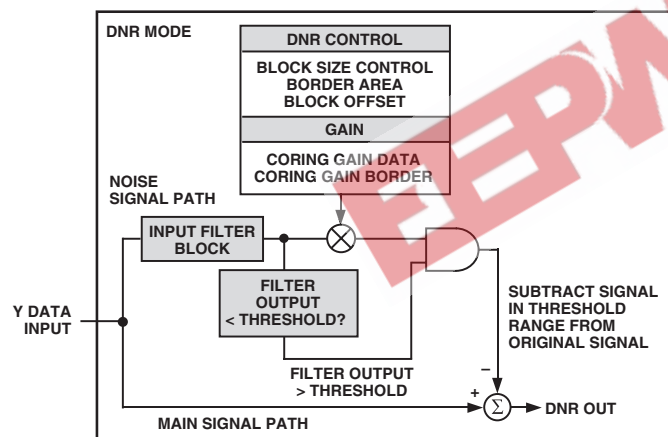 DNR MODE
DNR CONTROL
BLOCK SIZE CONTROL
BORDER AREA
BLOCK OFFSET
GAIN
CORING GAIN DATA
CORING GAIN BORDER
NOISE
SIGNAL PATH
INPUT FILTER
BLOCK
FILTER
OUTPUT
< THRESHOLD?
Y DATA
INPUT
SUBTRACT SIGNAL
IN THRESHOLD
RANGE FROM
ORIGINAL SIGNAL
FILTER OUTPUT
> THRESHOLD
–
+
Σ
DNR OUT
MAIN SIGNAL PATH
EEPW